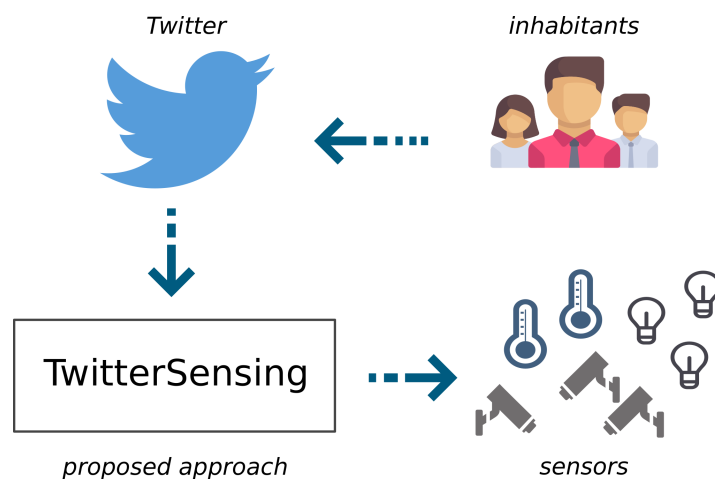 Twitter
inhabitants
TwitterSensing
proposed approach
sensors